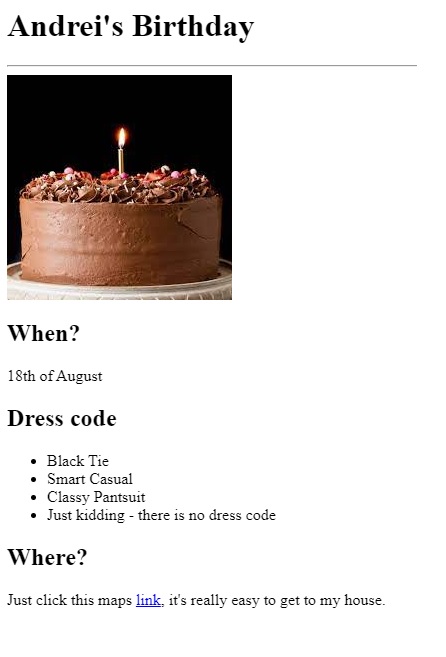 Andrei's Birthday
When?
18th of August
Dress code
Black Tie
Smart Casual
Classy Pantsuit
Just kidding - there is no dress code
Where?
Just click this maps link, it's really easy to get to my house.